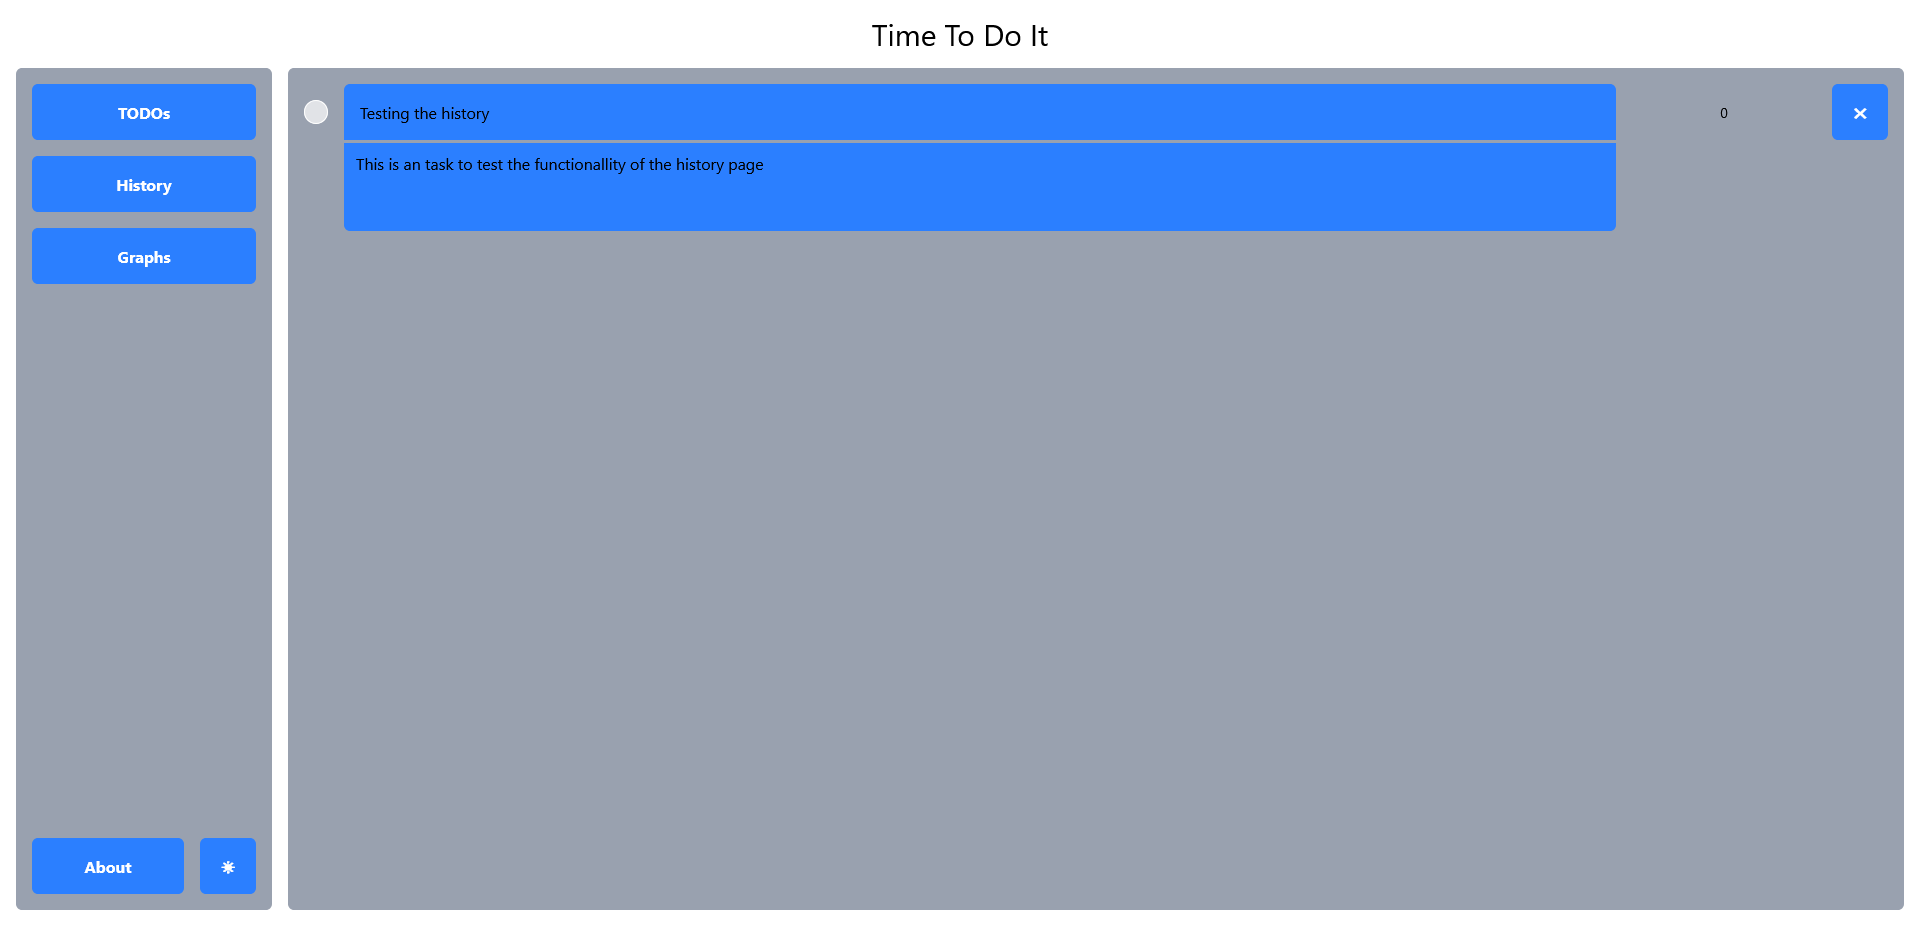 Time To Do It
TODOs
History
Graphs
About
Testing the history
0
This is an task to test the functionallity of the history page